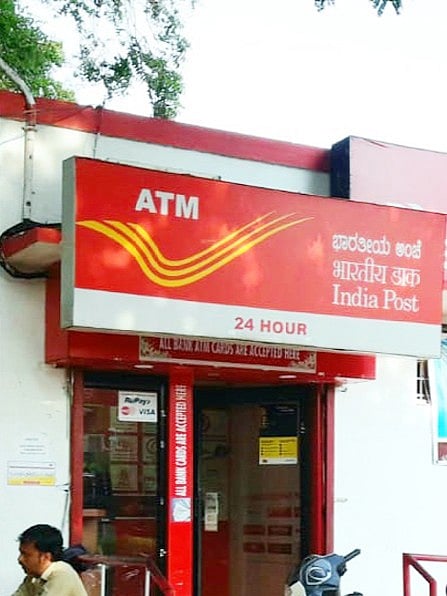 ATM
ಭಾರತೀಯ ಅಂಚೆ
भारतीय डाक
India Post
24 HOUR
ALL BANK ATM CARDS ARE ACCEPTED HERE
RuPay
VISA
ALL BANK CARDS ARE ACCEPTED HERE